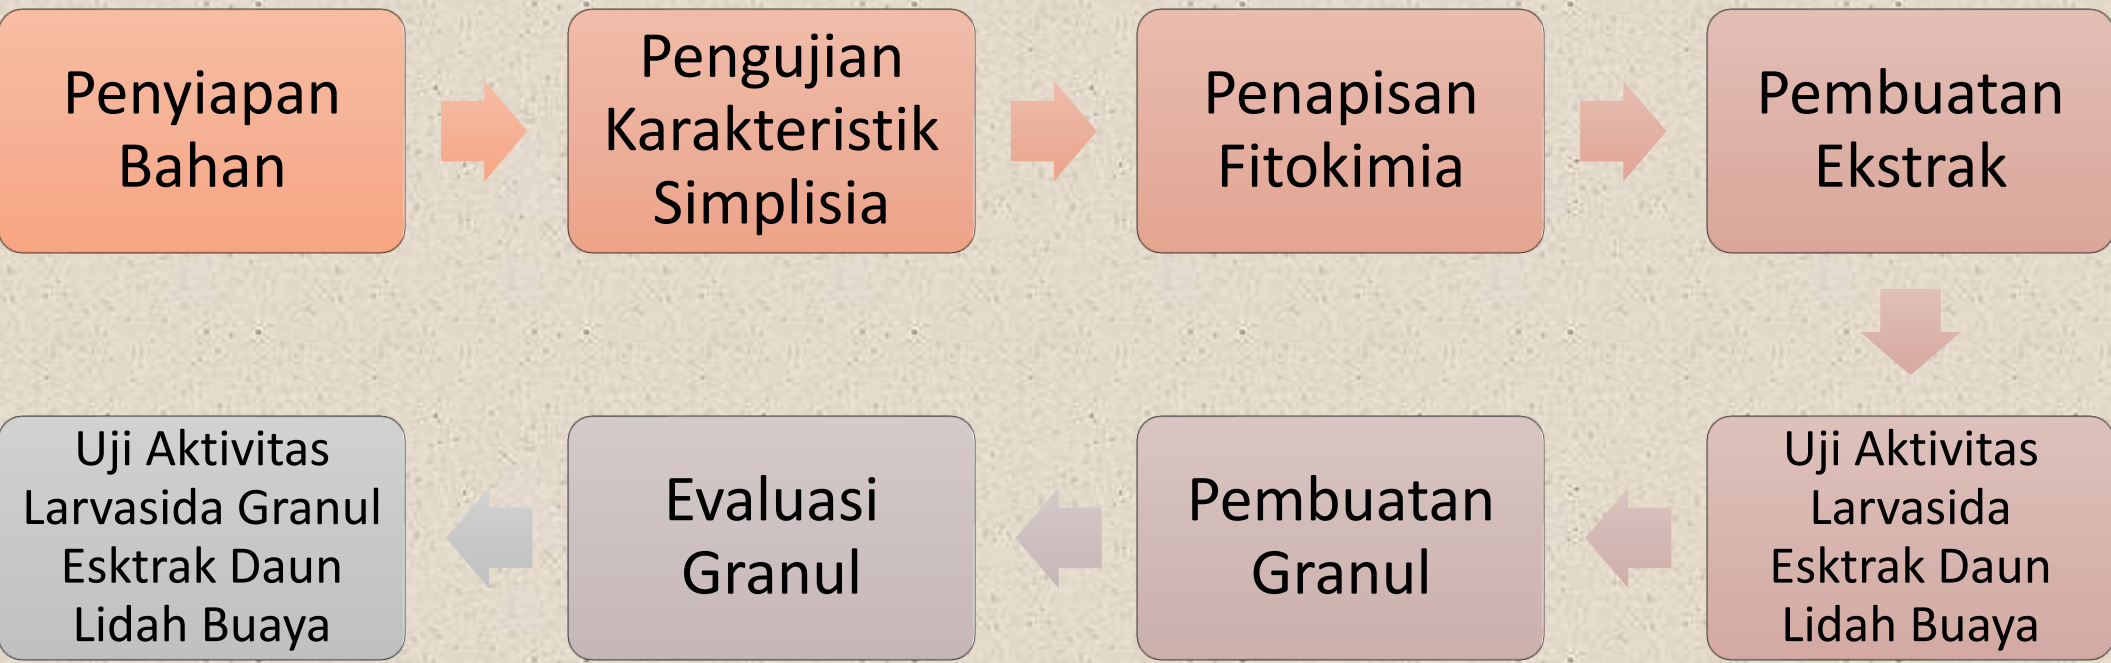 Penyiapan
Bahan
Pengujian
Karakteristik
Simplisia
Penapisan
Fitokimia
Pembuatan
Ekstrak
Uji Aktivitas
Larvasida
Esktrak Daun
Lidah Buaya
Pembuatan
Granul
Evaluasi
Granul
Uji Aktivitas
Larvasida Granul
Esktrak Daun
Lidah Buaya